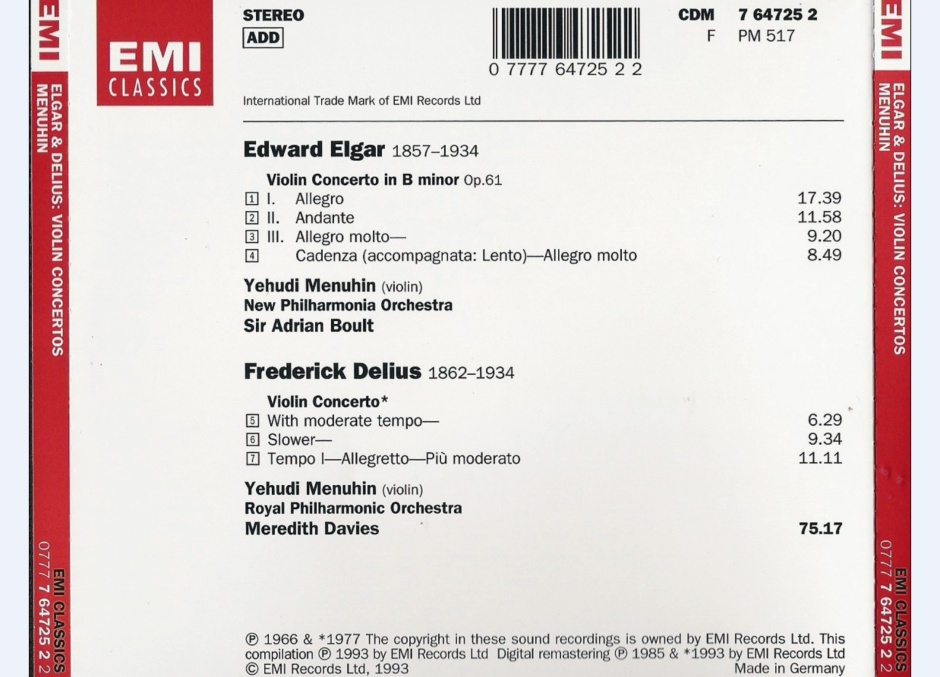 EMI
ELGAR & DELIUS: VIOLIN CONCERTOS
MENUHIN
EMI CLASSICS
0777 7 64725 2 2
EMI
CLASSICS
STEREO
ADD
0 7777 64725 2 2
CDM 7 64725 2
F PM 517
International Trade Mark of EMI Records Ltd
Edward Elgar 1857–1934
Violin Concerto in B minor Op.61
1 I. Allegro 17.39
2 II. Andante 11.58
3 III. Allegro molto— 9.20
4 Cadenza (accompagnata: Lento)—Allegro molto 8.49
Yehudi Menuhin (violin)
New Philharmonia Orchestra
Sir Adrian Boult
Frederick Delius 1862–1934
Violin Concerto*
5 With moderate tempo— 6.29
6 Slower— 9.34
7 Tempo I—Allegretto—Più moderato 11.11
Yehudi Menuhin (violin)
Royal Philharmonic Orchestra
Meredith Davies 75.17
℗ 1966 & *1977 The copyright in these sound recordings is owned by EMI Records Ltd. This
compilation ℗ 1993 by EMI Records Ltd Digital remastering ℗ 1985 & *1993 by EMI Records Ltd
© EMI Records Ltd, 1993 Made in Germany
EMI
ELGAR & DELIUS: VIOLIN CONCERTOS
MENUHIN
EMI CLASSICS
0777 7 64725 2 2